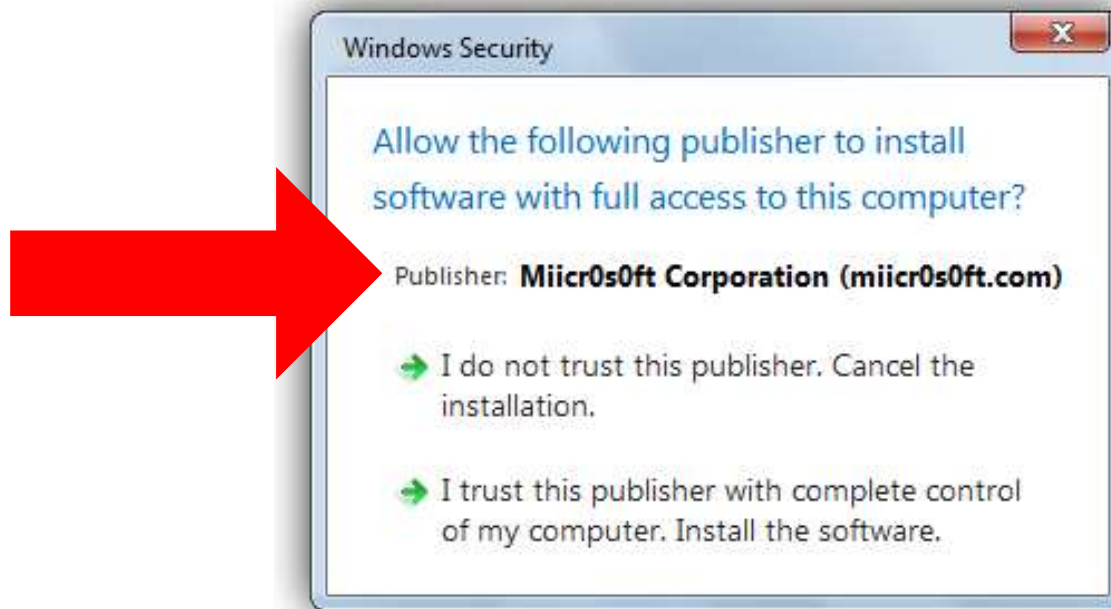 Windows Security
Allow the following publisher to install
software with full access to this computer?
Publisher: Miicr0s0ft Corporation (miicr0s0ft.com)
I do not trust this publisher. Cancel the
installation.
I trust this publisher with complete control
of my computer. Install the software.